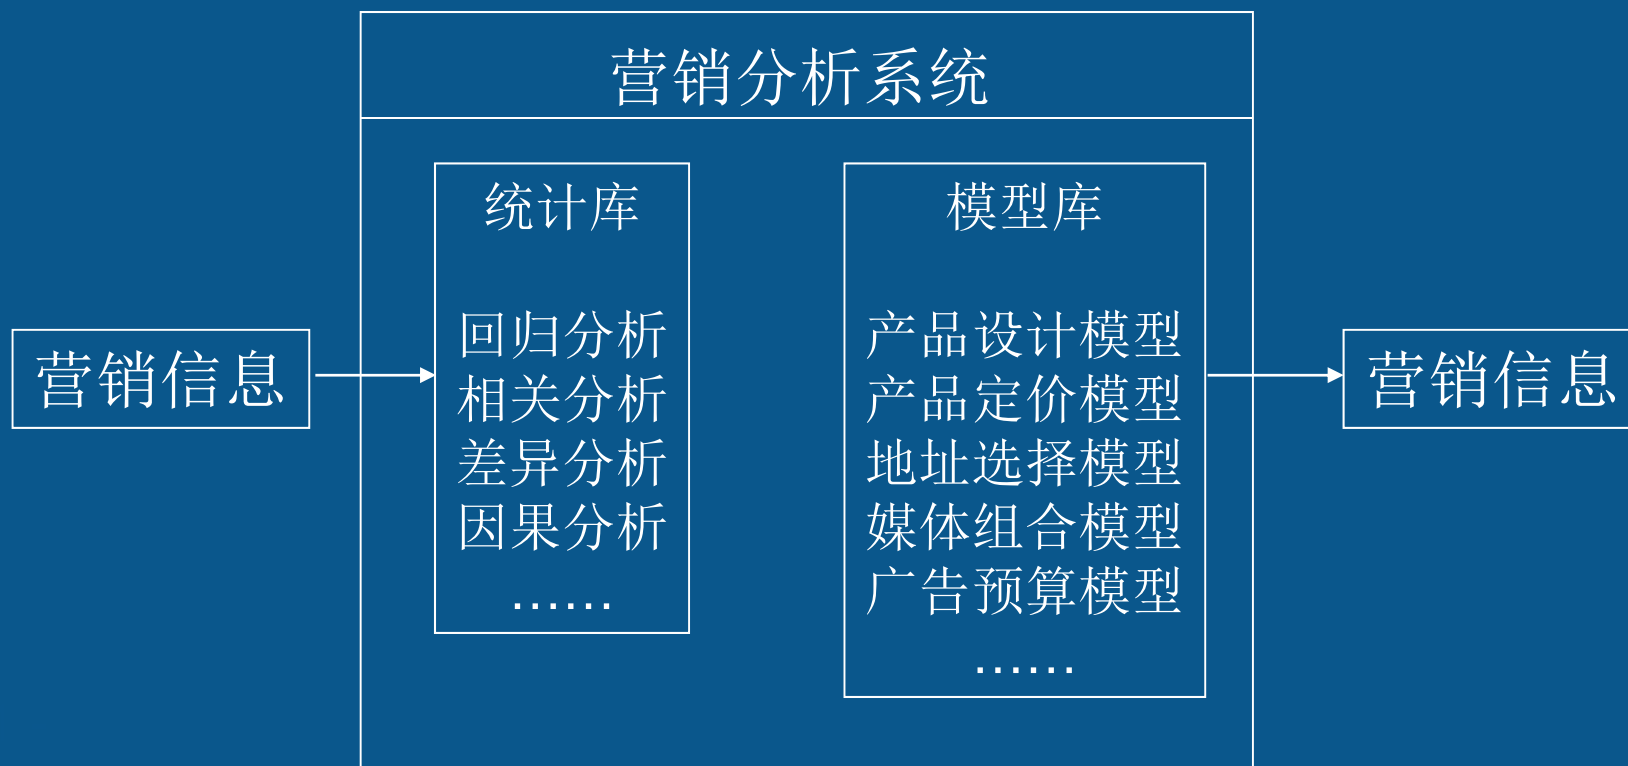 营销分析系统
营销信息
统计库
回归分析
相关分析
差异分析
因果分析
……
模型库
产品设计模型
产品定价模型
地址选择模型
媒体组合模型
广告预算模型
……
营销信息